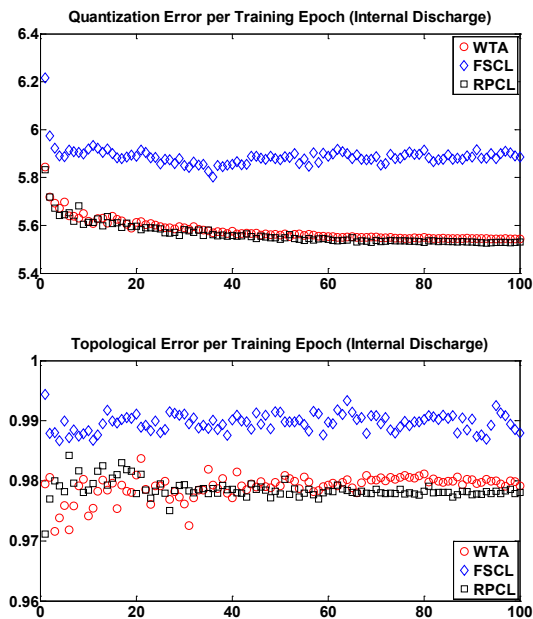 Quantization Error per Training Epoch (Internal Discharge)
6.4
6.2
6
5.8
5.6
5.4
0 20 40 60 80 100
WTA
FSCL
RPCL
Topological Error per Training Epoch (Internal Discharge)
1
0.99
0.98
0.97
0.96
0 20 40 60 80 100
WTA
FSCL
RPCL